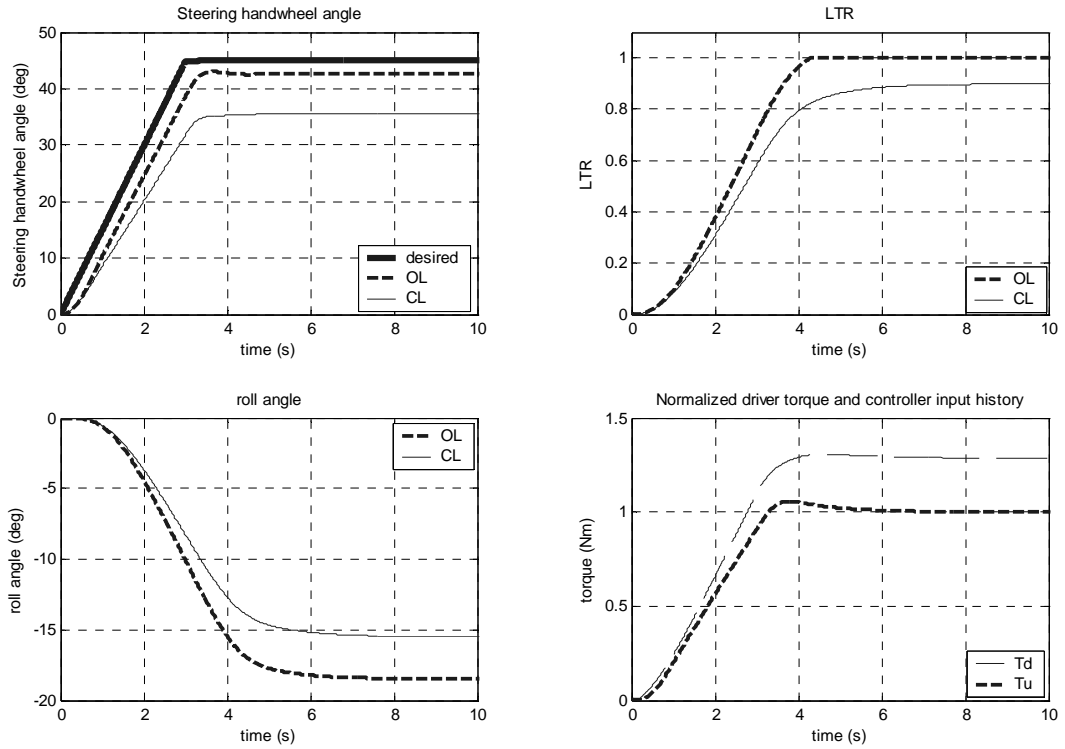 Steering handwheel angle
Steering handwheel angle (deg)
50
40
30
20
10
0
0 2 4 6 8 10
time (s)
desired
OL
CL
LTR
LTR
1
0.8
0.6
0.4
0.2
0
0 2 4 6 8 10
time (s)
OL
CL
roll angle
roll angle (deg)
0
-5
-10
-15
-20
0 2 4 6 8 10
time (s)
OL
CL
Normalized driver torque and controller input history
torque (Nm)
1.5
1
0.5
0
0 2 4 6 8 10
time (s)
Td
Tu